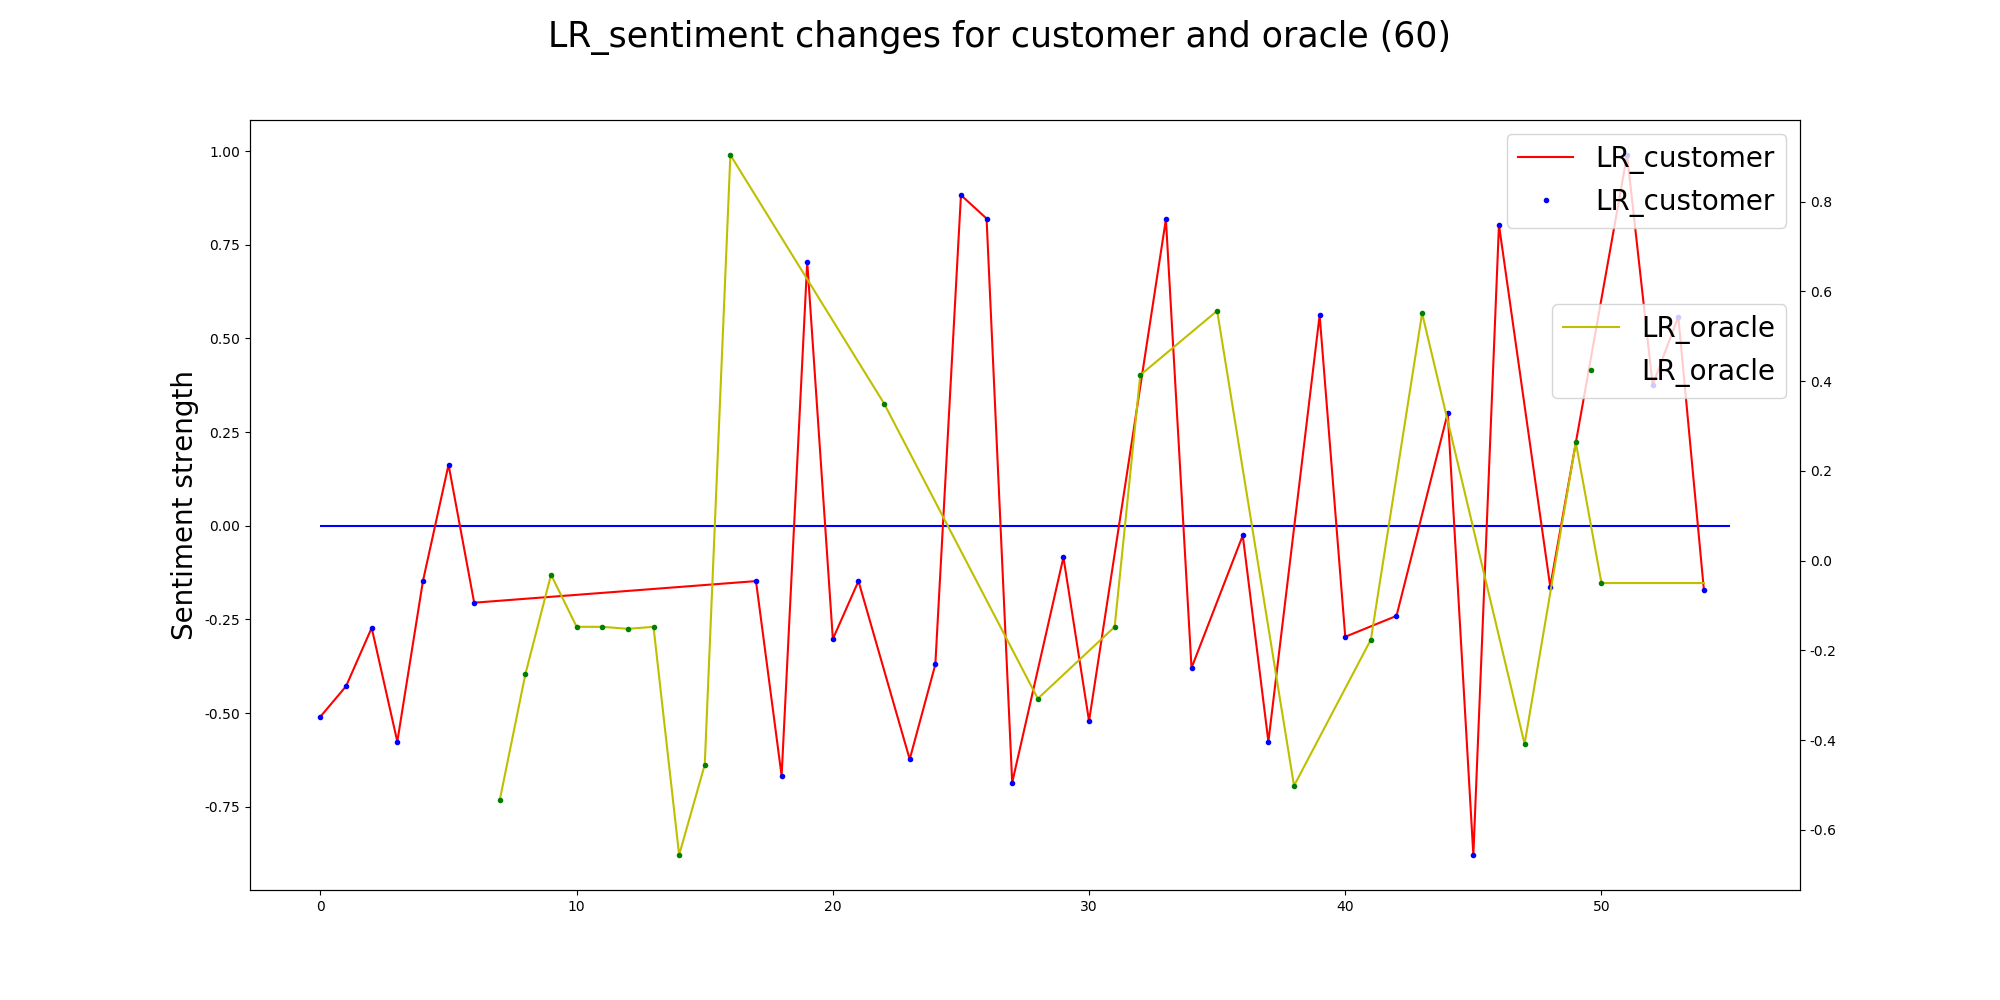 LR_sentiment changes for customer and oracle (60)
Sentiment strength
1.00
0.75
0.50
0.25
0.00
-0.25
-0.50
-0.75
0 10 20 30 40 50
0.8
0.6
0.4
0.2
0.0
-0.2
-0.4
-0.6
LR_customer
LR_customer
LR_oracle
LR_oracle